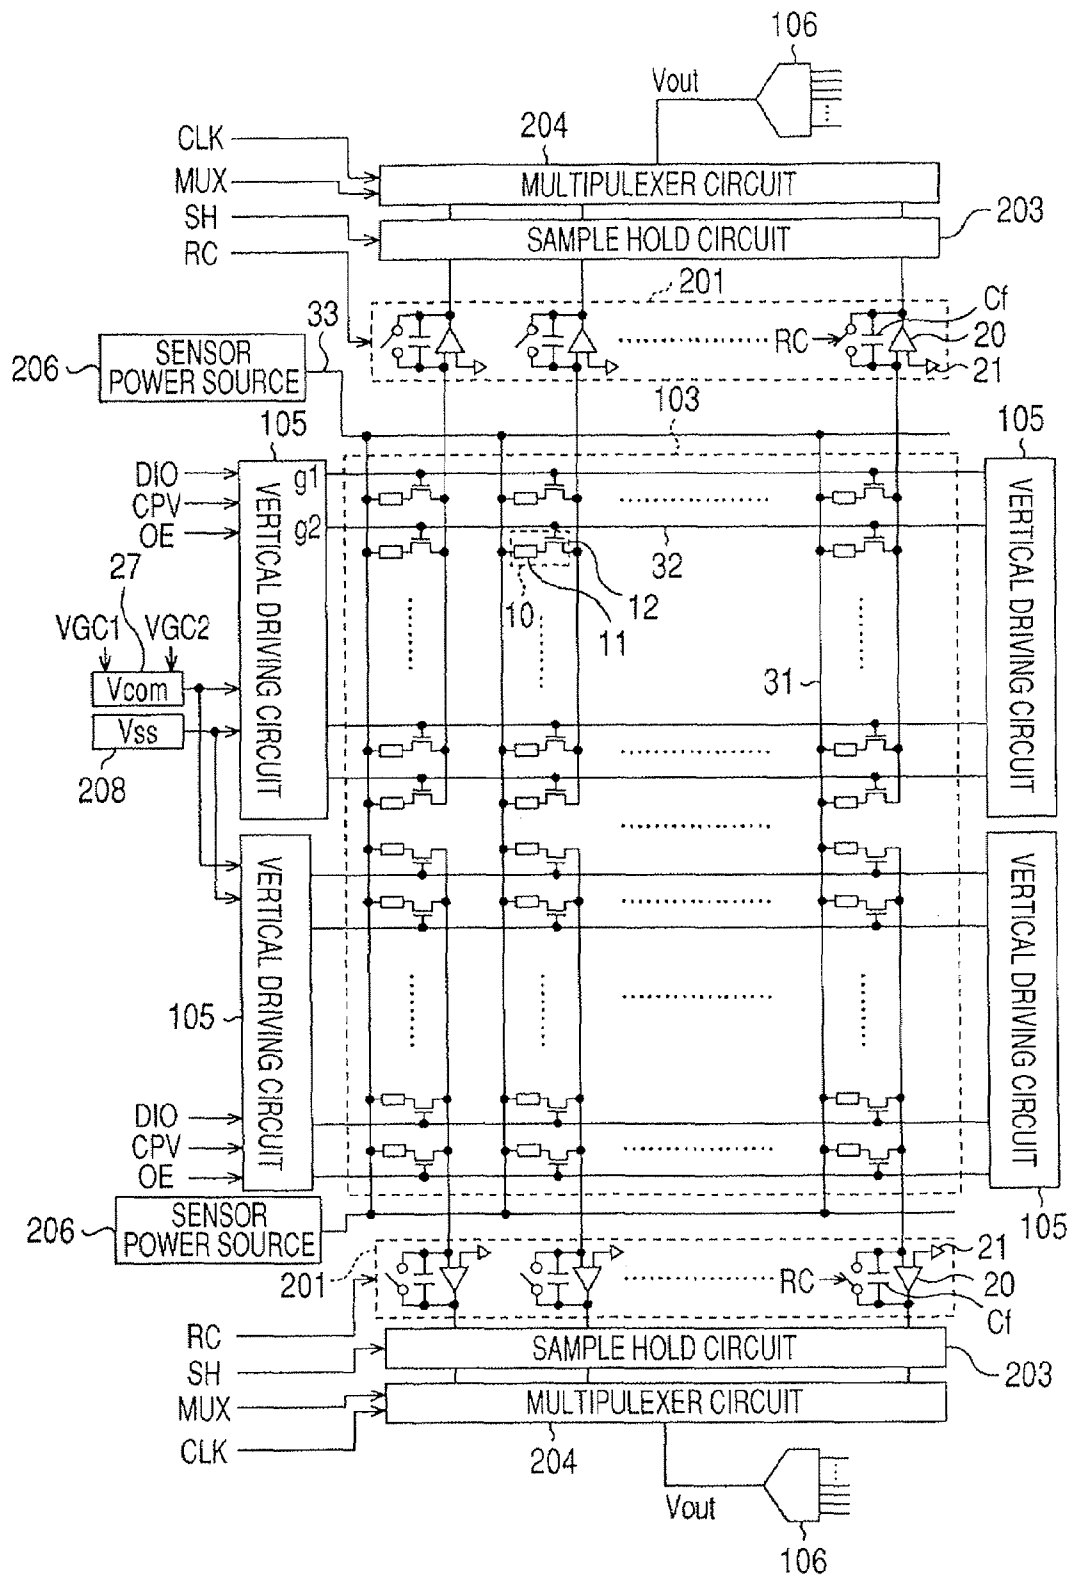 106
Vout
CLK
204
MUX
MULTIPULEXER CIRCUIT
SH
203
SAMPLE HOLD CIRCUIT
RC
201
Cf
33
RC
20
SENSOR
POWER SOURCE
206
21
103
105
105
DIO
g1
CPV
OE
g2
VERTICAL DRIVING CIRCUIT
VERTICAL DRIVING CIRCUIT
27
32
10
12
11
VGC1
VGC2
Vcom
31
Vss
208
VERTICAL DRIVING CIRCUIT
VERTICAL DRIVING CIRCUIT
105
DIO
CPV
OE
SENSOR
POWER SOURCE
206
105
201
21
RC
20
Cf
RC
SAMPLE HOLD CIRCUIT
SH
203
MUX
MULTIPULEXER CIRCUIT
CLK
204
Vout
106